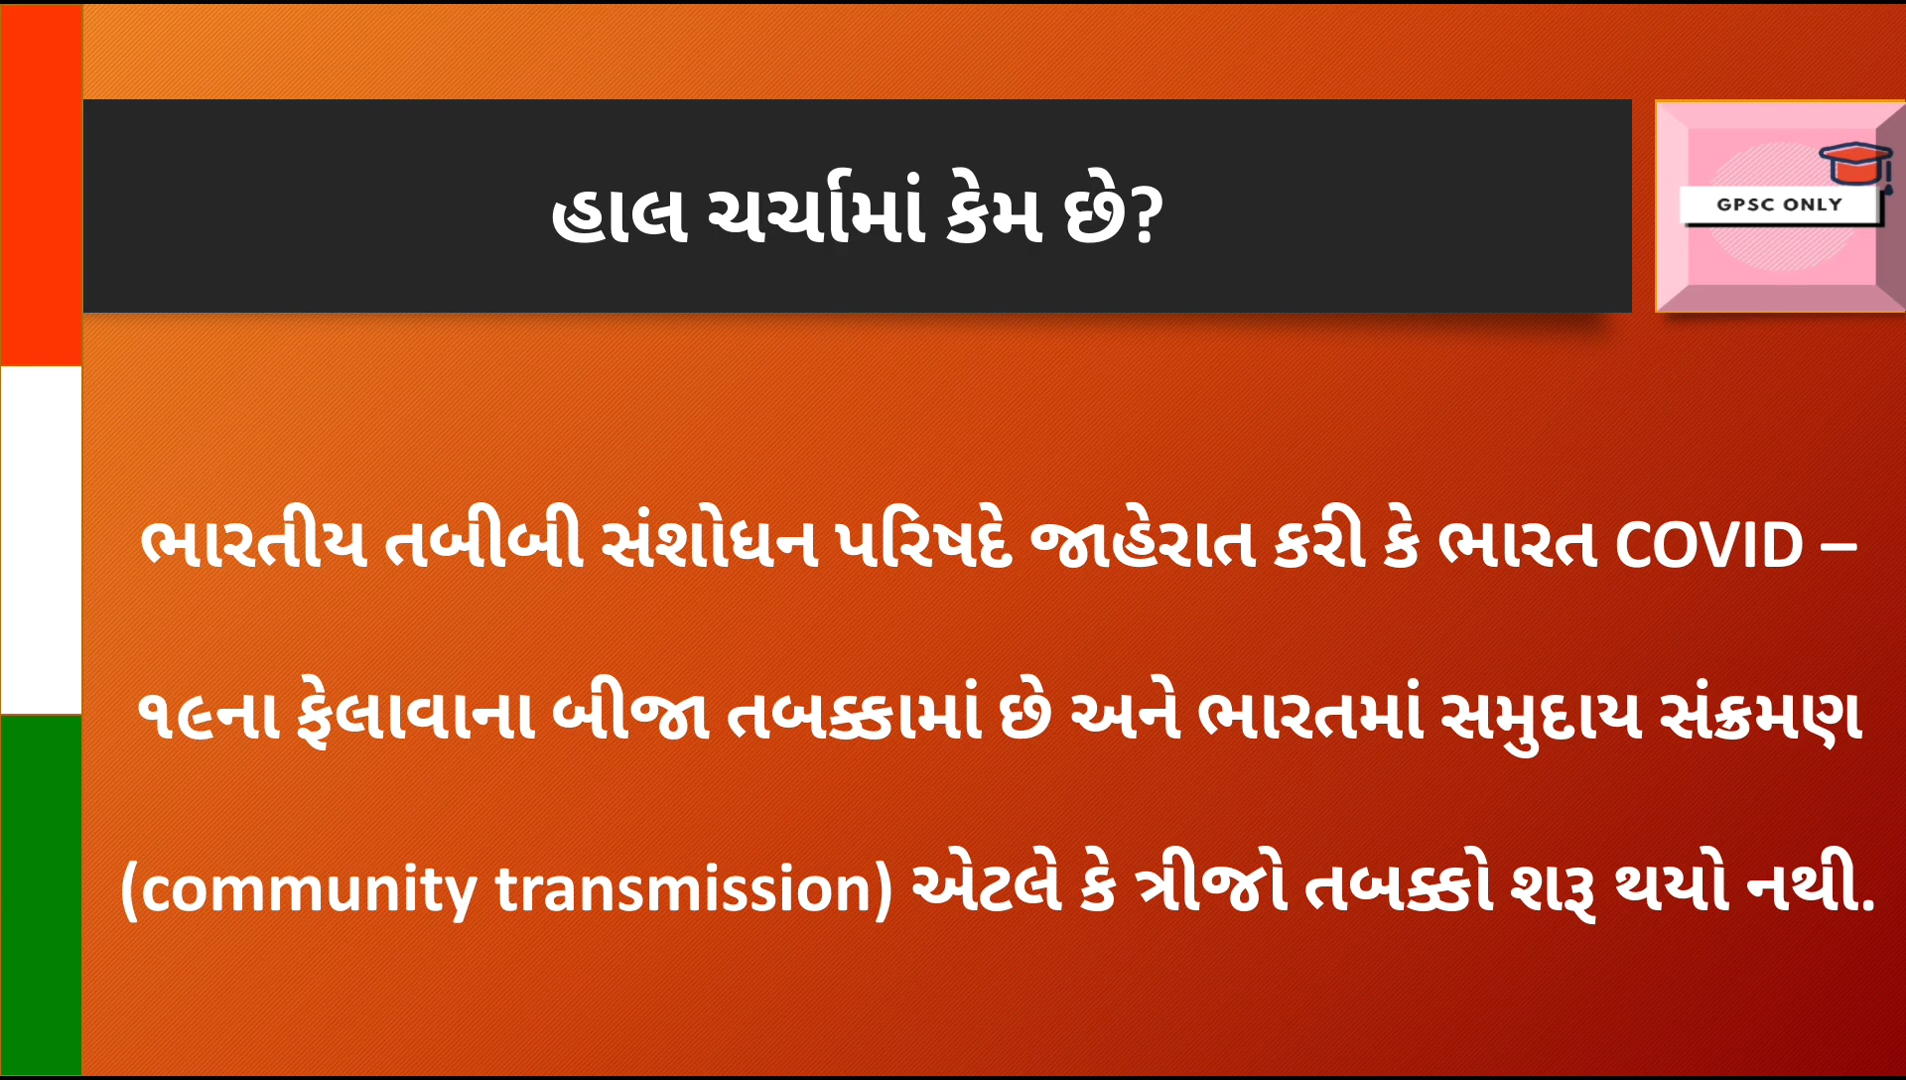 હાલ ચર્ચામાં કેમ છે?
GPSC ONLY
ભારતીય તબીબી સંશોધન પરિષદે જાહેરાત કરી કે ભારત COVID –
૧૯ના ફેલાવાના બીજા તબક્કામાં છે અને ભારતમાં સમુદાય સંક્રમણ
(community transmission) એટલે કે ત્રીજો તબક્કો શરૂ થયો નથી.